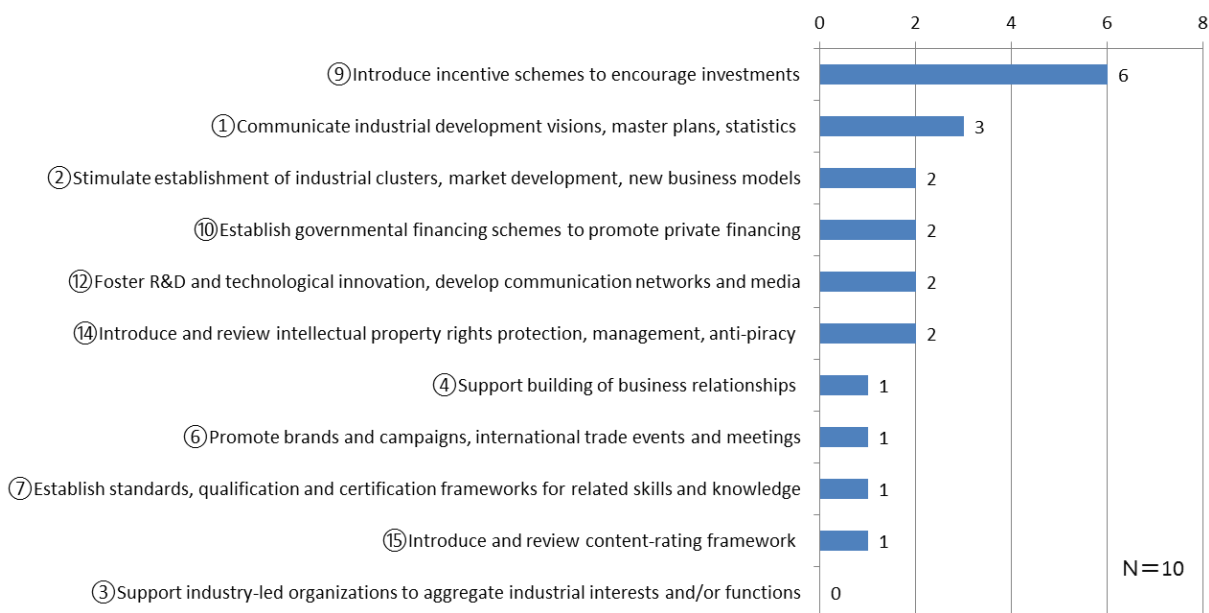 0 2 4 6 8
⑨Introduce incentive schemes to encourage investments 6
①Communicate industrial development visions, master plans, statistics 3
②Stimulate establishment of industrial clusters, market development, new business models 2
⑩Establish governmental financing schemes to promote private financing 2
⑫Foster R&D and technological innovation, develop communication networks and media 2
⑭Introduce and review intellectual property rights protection, management, anti-piracy 2
④Support building of business relationships 1
⑥Promote brands and campaigns, international trade events and meetings 1
⑦Establish standards, qualification and certification frameworks for related skills and knowledge 1
⑮Introduce and review content-rating framework 1
N=10
③Support industry-led organizations to aggregate industrial interests and/or functions 0